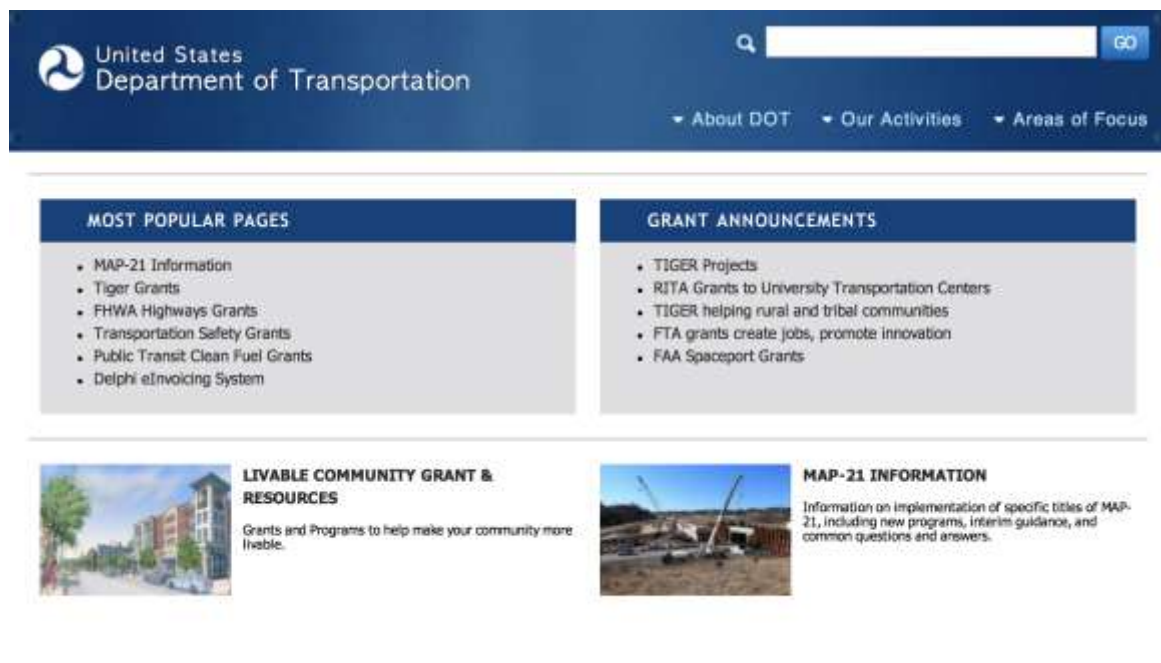 United States
Department of Transportation
GO
About DOT
Our Activities
Areas of Focus
MOST POPULAR PAGES
• MAP-21 Information
• Tiger Grants
• FHWA Highways Grants
• Transportation Safety Grants
• Public Transit Clean Fuel Grants
• Delphi eInvoicing System
GRANT ANNOUNCEMENTS
• TIGER Projects
• RITA Grants to University Transportation Centers
• TIGER helping rural and tribal communities
• FTA grants create jobs, promote innovation
• FAA Spaceport Grants
LIVABLE COMMUNITY GRANT &
RESOURCES
Grants and Programs to help make your community more
livable.
MAP-21 INFORMATION
Information on implementation of specific titles of MAP-
21, including new programs, interim guidance, and
common questions and answers.